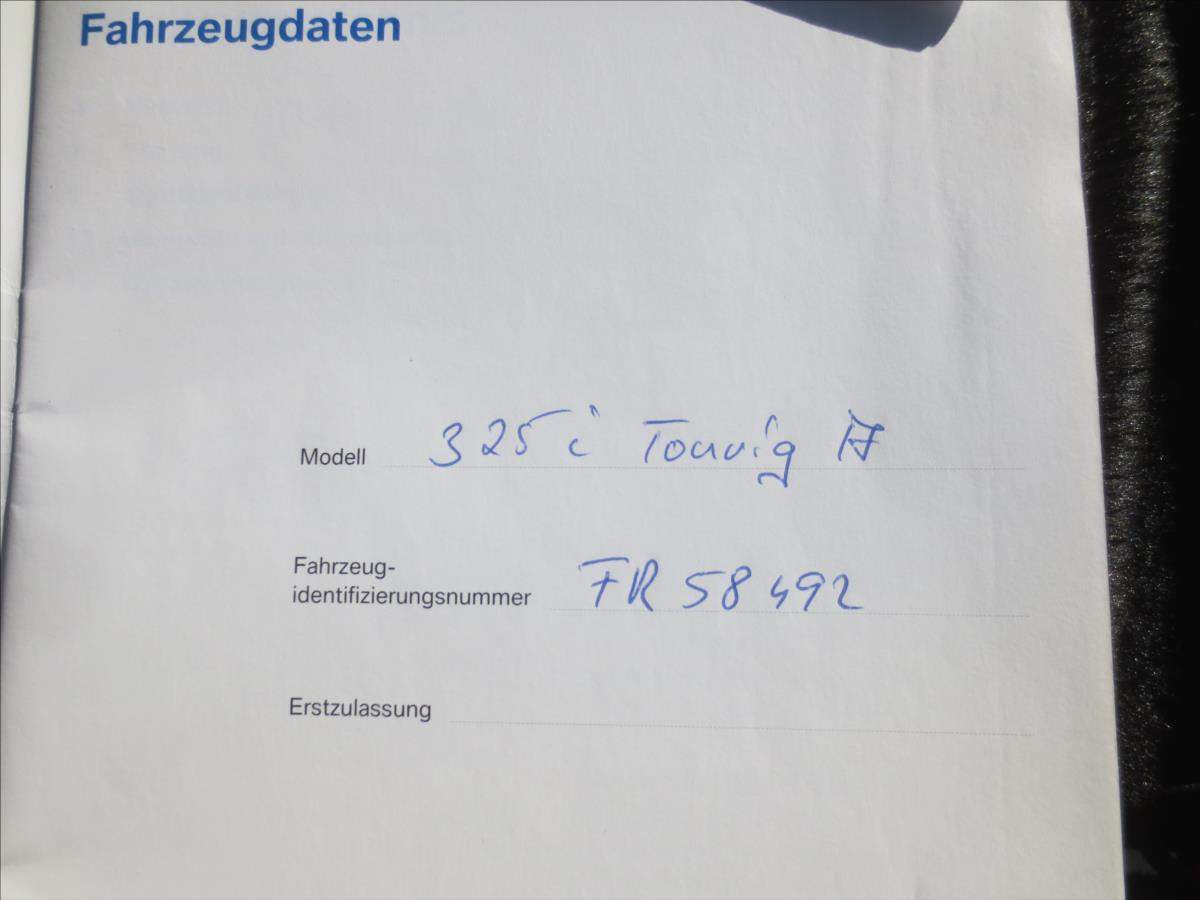 Fahrzeugdaten
Modell 325i Touring A
Fahrzeug-
identifizierungsnummer FR 58492
Erstzulassung